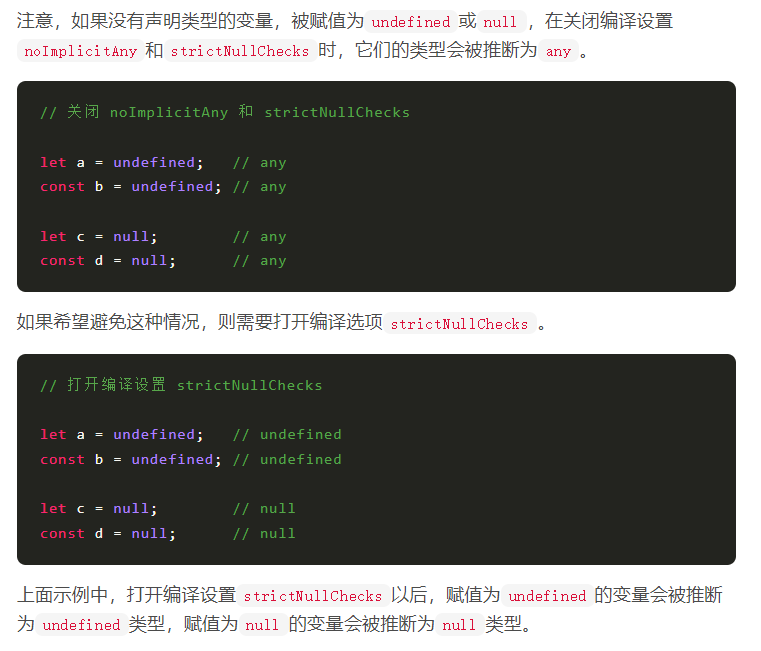 注意，如果没有声明类型的变量，被赋值为 undefined 或 null ，在关闭编译设置
noImplicitAny 和 strictNullChecks 时，它们的类型会被推断为 any 。
// 关闭 noImplicitAny 和 strictNullChecks
let a = undefined;   // any
const b = undefined; // any
let c = null;        // any
const d = null;      // any
如果希望避免这种情况，则需要打开编译选项 strictNullChecks 。
// 打开编译设置 strictNullChecks
let a = undefined;   // undefined
const b = undefined; // undefined
let c = null;        // null
const d = null;      // null
上面示例中，打开编译设置 strictNullChecks 以后，赋值为 undefined 的变量会被推断
为 undefined 类型，赋值为 null 的变量会被推断为 null 类型。